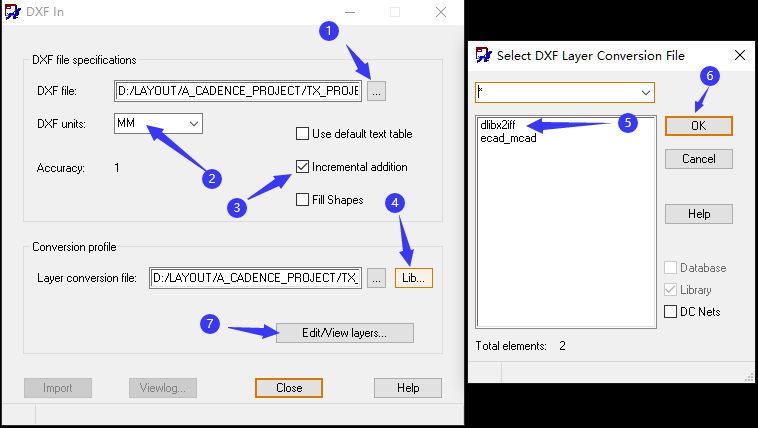 DXF In
1
DXF file specifications
DXF file:
D:/LAYOUT/A_CADENCE_PROJECT/TX_PROJE
...
DXF units:
MM
Use default text table
Accuracy:
1
2
Incremental addition
3
Fill Shapes
4
Conversion profile
Layer conversion file:
D:/LAYOUT/A_CADENCE_PROJECT/TX_
...
Lib...
7
Edit/View layers...
Import
Viewlog...
Close
Help
Select DXF Layer Conversion File
6
*
dlibx2iff
5
ecad_mcad
OK
Cancel
Help
Database
Library
DC Nets
Total elements: 2